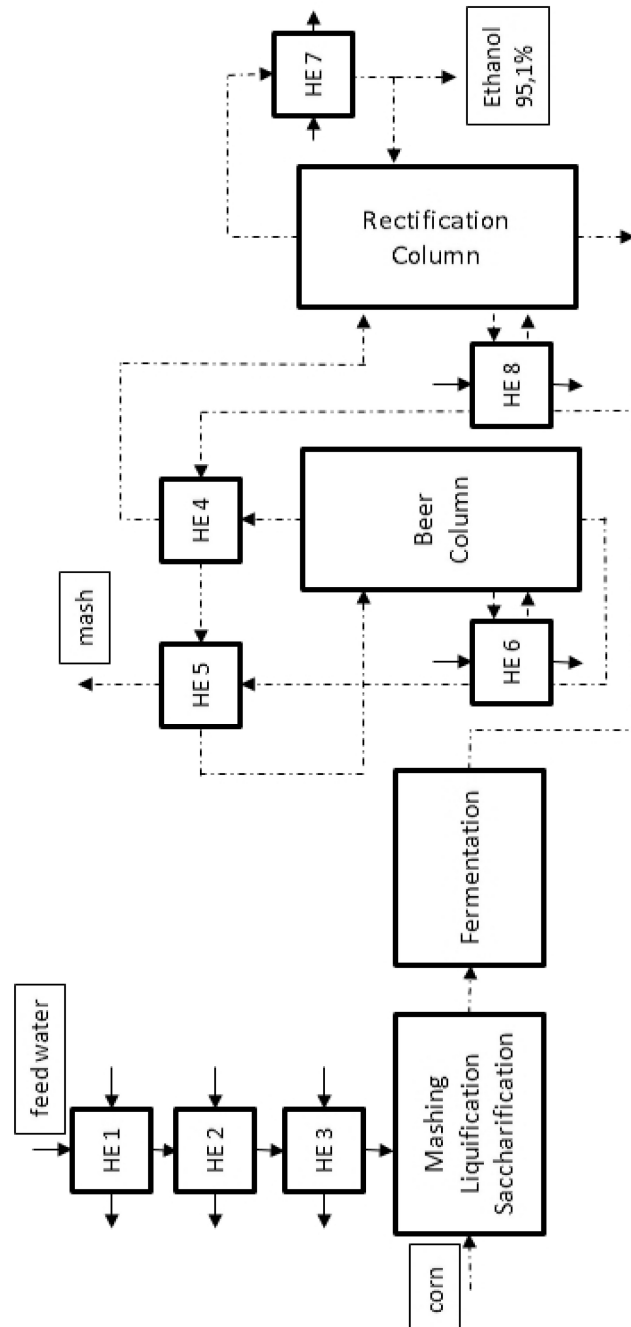 feed water
HE 1
HE 2
HE 3
corn
Mashing
Liquification
Saccharification
Fermentation
mash
HE 5
HE 4
HE 6
Beer
Column
HE 8
Rectification
Column
HE 7
Ethanol
95,1%